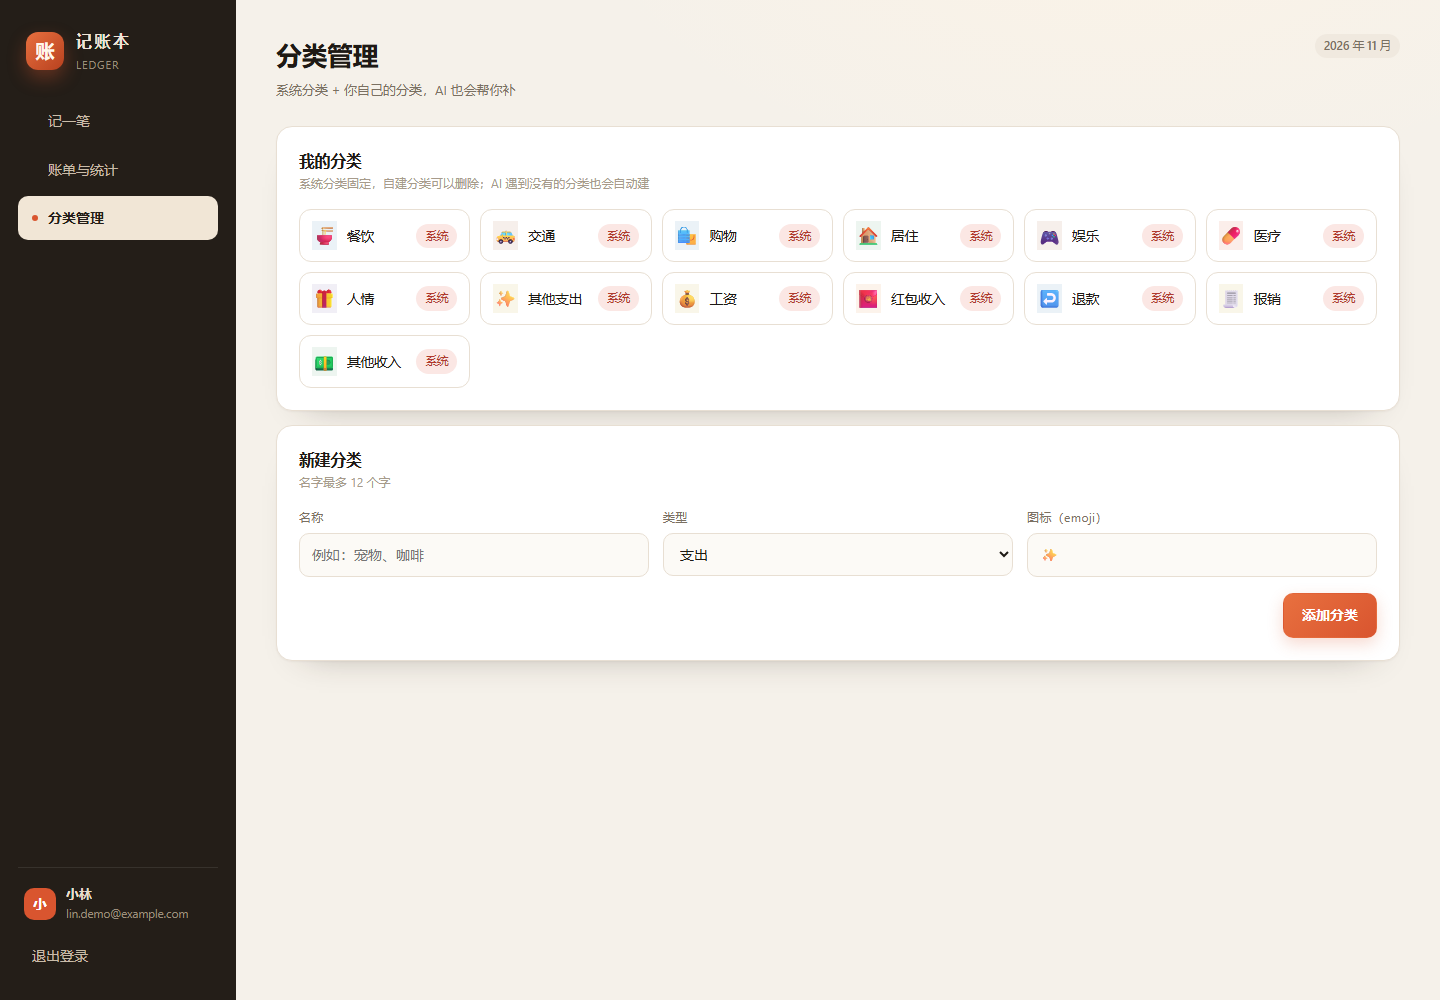 账
记账本
LEDGER
记一笔
账单与统计
分类管理
小
小林
lin.demo@example.com
退出登录
分类管理
系统分类 + 你自己的分类，AI 也会帮你补
2026 年 11 月
我的分类
系统分类固定，自建分类可以删除；AI 遇到没有的分类也会自动建
餐饮 系统
交通 系统
购物 系统
居住 系统
娱乐 系统
医疗 系统
人情 系统
其他支出 系统
工资 系统
红包收入 系统
退款 系统
报销 系统
其他收入 系统
新建分类
名字最多 12 个字
名称
类型
图标（emoji）
例如：宠物、咖啡
支出
✨
添加分类